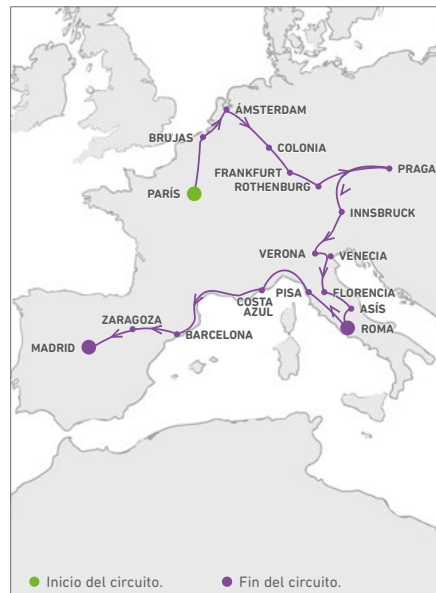 ÁMSTERDAM
BRUJAS
COLONIA
FRANKFURT
PRAGA
ROTHENBURG
PARÍS
INNSBRUCK
VERONA
VENECIA
PISA
FLORENCIA
COSTA
AZUL
ASÍS
ZARAGOZA
ROMA
BARCELONA
MADRID
Inicio del circuito.
Fin del circuito.